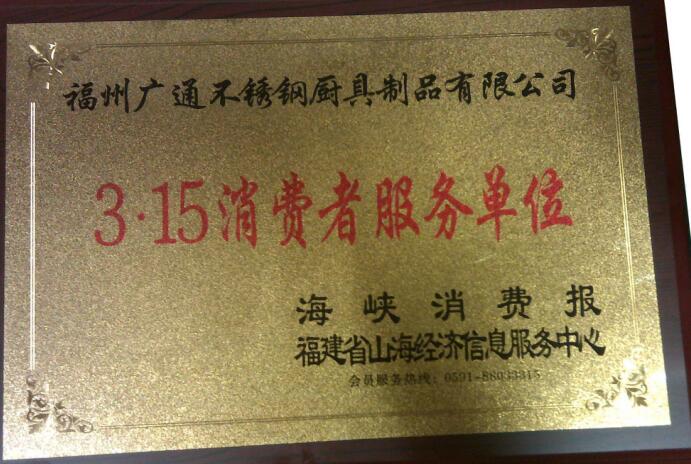 福州广通不锈钢厨具制品有限公司
3·15消费者服务单位
海峡消费报
福建省山海经济信息服务中心
会员服务热线：0591-88033315